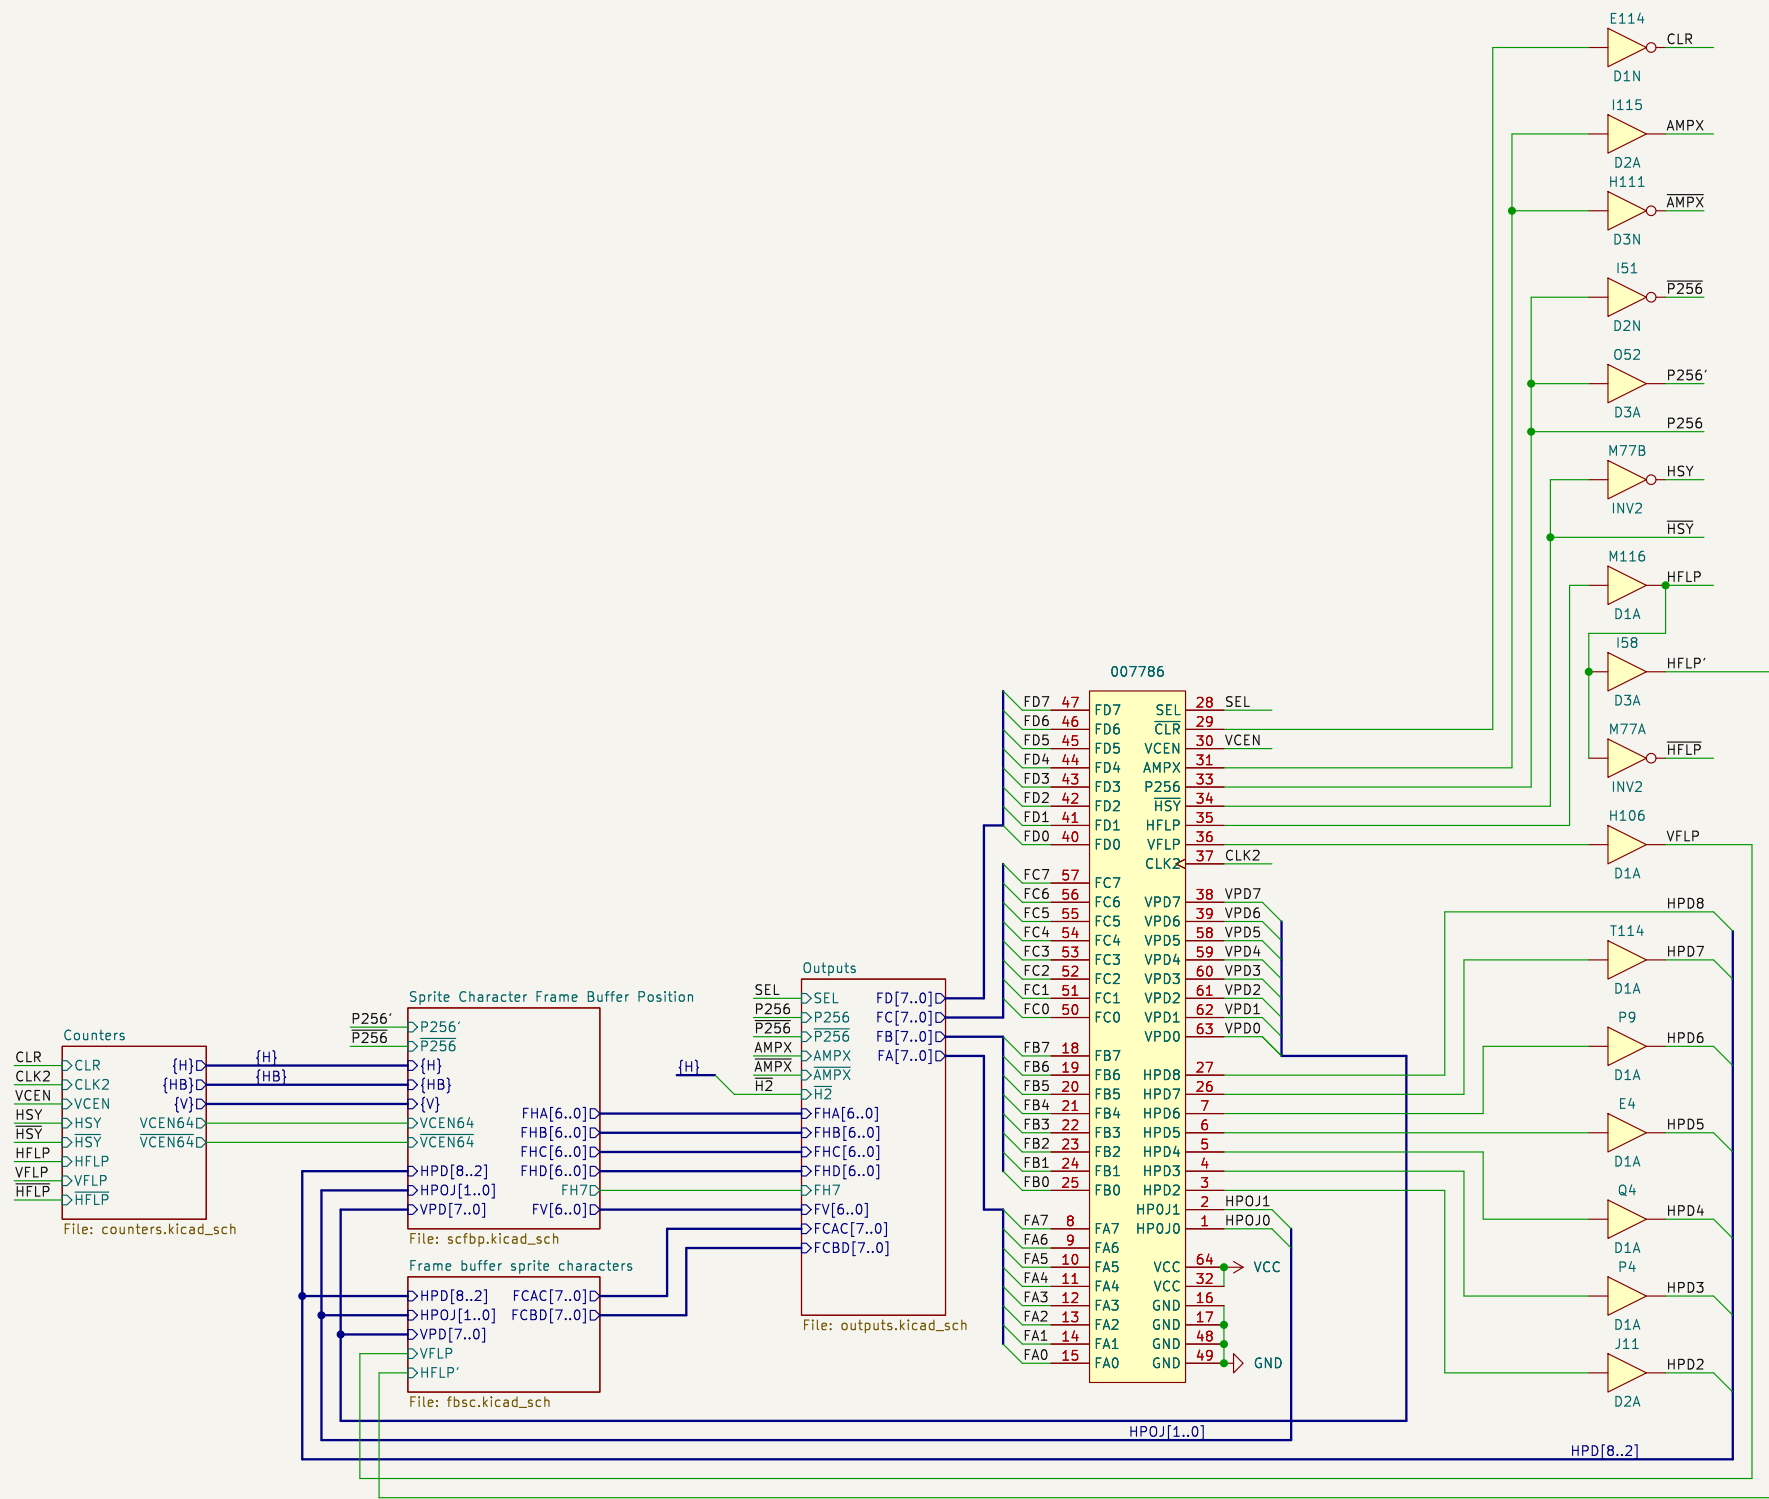 E114
CLR
D1N
I115
AMPX
D2A
H111
AMPX
D3N
I51
P256
D2N
O52
P256'
D3A
P256
M77B
HSY
INV2
HSY
M116
HFLP
D1A
I58
HFLP'
D3A
M77A
HFLP
INV2
H106
VFLP
D1A
HPD8
T114
HPD7
D1A
P9
HPD6
D1A
E4
HPD5
D1A
Q4
HPD4
D1A
P4
HPD3
D1A
J11
HPD2
D2A
007786
FD7 47 FD7 SEL 28 SEL
FD6 46 FD6 CLR 29
FD5 45 FD5 VCEN 30 VCEN
FD4 44 FD4 AMPX 31
FD3 43 FD3 P256 33
FD2 42 FD2 HSY 34
FD1 41 FD1 HFLP 35
FD0 40 FD0 VFLP 36
CLK2 37 CLK2
FC7 57 FC7
FC6 56 FC6 VPD7 38 VPD7
FC5 55 FC5 VPD6 39 VPD6
FC4 54 FC4 VPD5 58 VPD5
FC3 53 FC3 VPD4 59 VPD4
FC2 52 FC2 VPD3 60 VPD3
FC1 51 FC1 VPD2 61 VPD2
FC0 50 FC0 VPD1 62 VPD1
VPD0 63 VPD0
FB7 18 FB7
FB6 19 FB6 HPD8 27
FB5 20 FB5 HPD7 26
FB4 21 FB4 HPD6 7
FB3 22 FB3 HPD5 6
FB2 23 FB2 HPD4 5
FB1 24 FB1 HPD3 4
FB0 25 FB0 HPD2 3
HPOJ1 2 HPOJ1
FA7 8 FA7 HPOJ0 1 HPOJ0
FA6 9 FA6
FA5 10 FA5 VCC 64 VCC
FA4 11 FA4 VCC 32
FA3 12 FA3 GND 16
FA2 13 FA2 GND 17
FA1 14 FA1 GND 48
FA0 15 FA0 GND 49 GND
Outputs
SEL SEL FD[7..0]
P256 P256 FC[7..0]
P256 P256 FB[7..0]
AMPX AMPX FA[7..0]
{H} AMPX AMPX
H2 H2
FHA[6..0]
FHB[6..0]
FHC[6..0]
FHD[6..0]
FH7
FV[6..0]
FCAC[7..0]
FCBD[7..0]
File: outputs.kicad_sch
Sprite Character Frame Buffer Position
P256' P256'
P256 P256
{H}
{HB}
{V}
VCEN64 FHA[6..0]
VCEN64 FHB[6..0]
FHC[6..0]
HPD[8..2] FHD[6..0]
HPOJ[1..0] FH7
VPD[7..0] FV[6..0]
File: scfbp.kicad_sch
Counters
CLR CLR {H} {H}
CLK2 CLK2 {HB} {HB}
VCEN VCEN {V}
HSY HSY VCEN64
HSY HSY VCEN64
HFLP HFLP
VFLP VFLP
HFLP HFLP
File: counters.kicad_sch
Frame buffer sprite characters
HPD[8..2] FCAC[7..0]
HPOJ[1..0] FCBD[7..0]
VPD[7..0]
VFLP
HFLP'
File: fbsc.kicad_sch
HPOJ[1..0]
HPD[8..2]